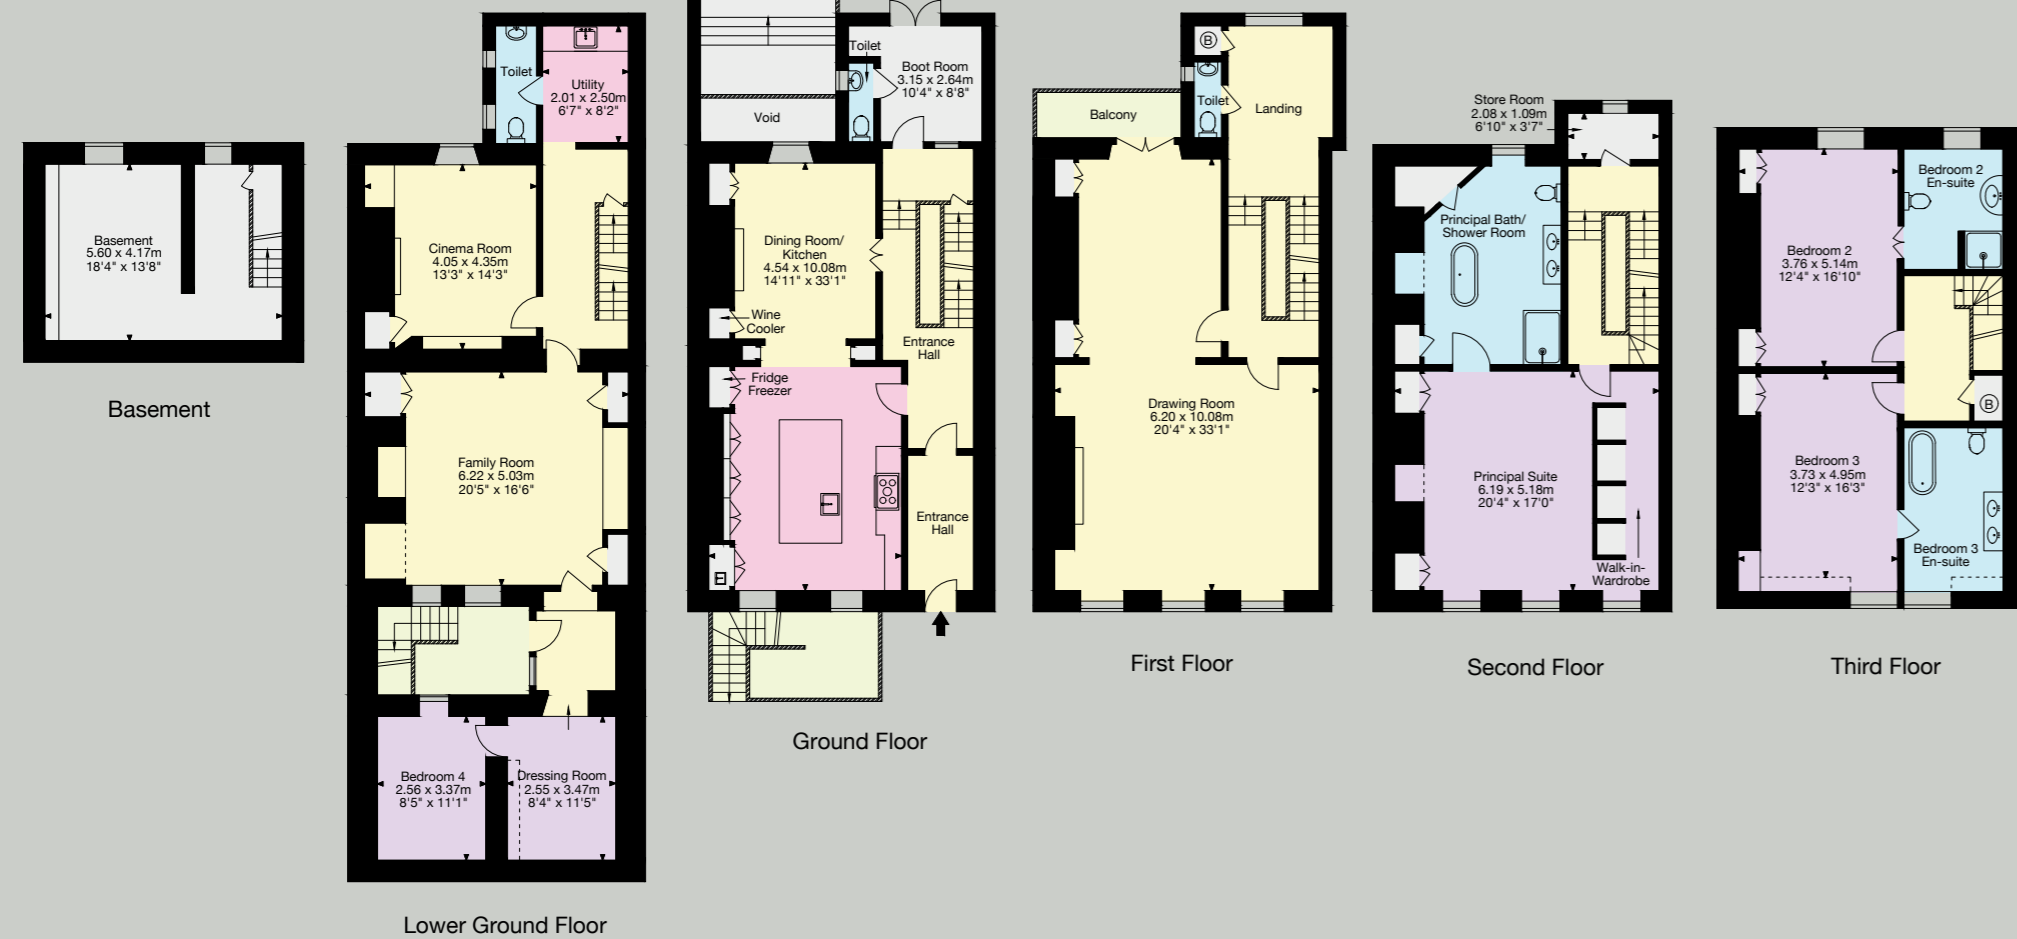 Basement
5.60 x 4.17m
18'4" x 13'8"
Basement
Toilet
Utility
2.01 x 2.50m
6'7" x 8'2"
Cinema Room
4.05 x 4.35m
13'3" x 14'3"
Family Room
6.22 x 5.03m
20'5" x 16'6"
Bedroom 4
2.56 x 3.37m
8'5" x 11'1"
Dressing Room
2.55 x 3.47m
8'4" x 11'5"
Lower Ground Floor
Void
Toilet
Boot Room
3.15 x 2.64m
10'4" x 8'8"
Dining Room/
Kitchen
4.54 x 10.08m
14'11" x 33'1"
Wine
Cooler
Entrance
Hall
Fridge
Freezer
Entrance
Hall
Ground Floor
B
Toilet
Landing
Balcony
Drawing Room
6.20 x 10.08m
20'4" x 33'1"
First Floor
Store Room
2.08 x 1.09m
6'10" x 3'7"
Principal Bath/
Shower Room
Principal Suite
6.19 x 5.18m
20'4" x 17'0"
Walk-in-
Wardrobe
Second Floor
Bedroom 2
En-suite
Bedroom 2
3.76 x 5.14m
12'4" x 16'10"
B
Bedroom 3
3.73 x 4.95m
12'3" x 16'3"
Bedroom 3
En-suite
Third Floor